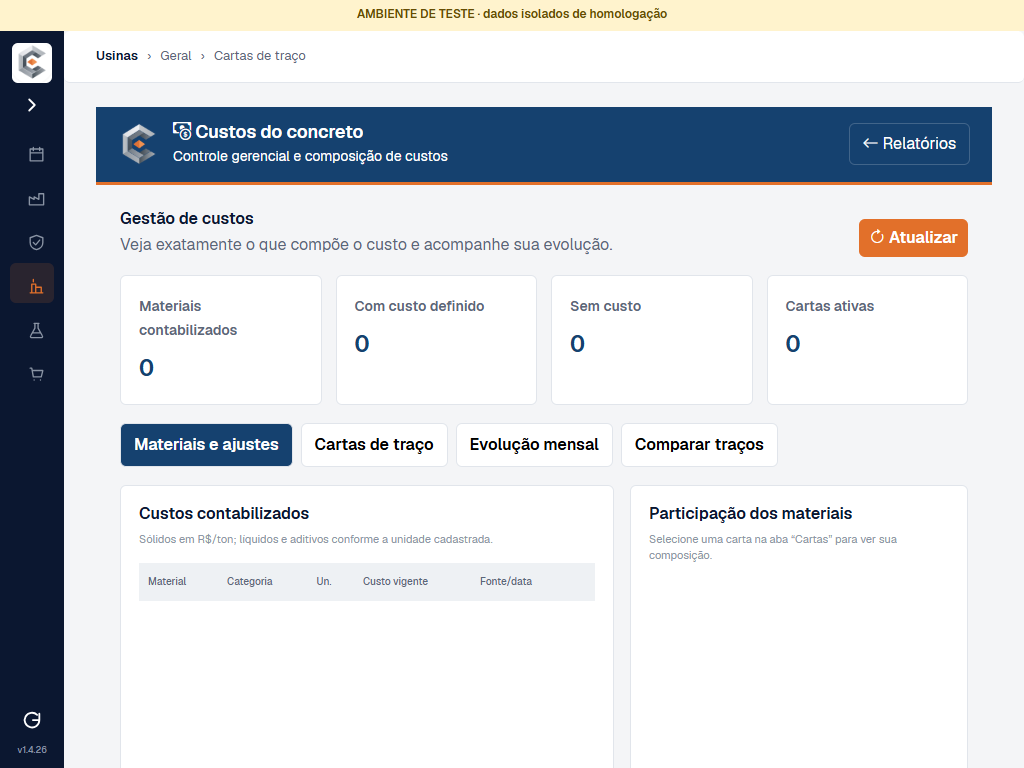 AMBIENTE DE TESTE · dados isolados de homologação
Usinas › Geral › Cartas de traço
Custos do concreto
Controle gerencial e composição de custos
← Relatórios
Gestão de custos
Veja exatamente o que compõe o custo e acompanhe sua evolução.
Atualizar
Materiais
contabilizados
0
Com custo definido
0
Sem custo
0
Cartas ativas
0
Materiais e ajustes
Cartas de traço
Evolução mensal
Comparar traços
Custos contabilizados
Sólidos em R$/ton; líquidos e aditivos conforme a unidade cadastrada.
Material Categoria Un. Custo vigente Fonte/data
Participação dos materiais
Selecione uma carta na aba “Cartas” para ver sua
composição.
v1.4.26